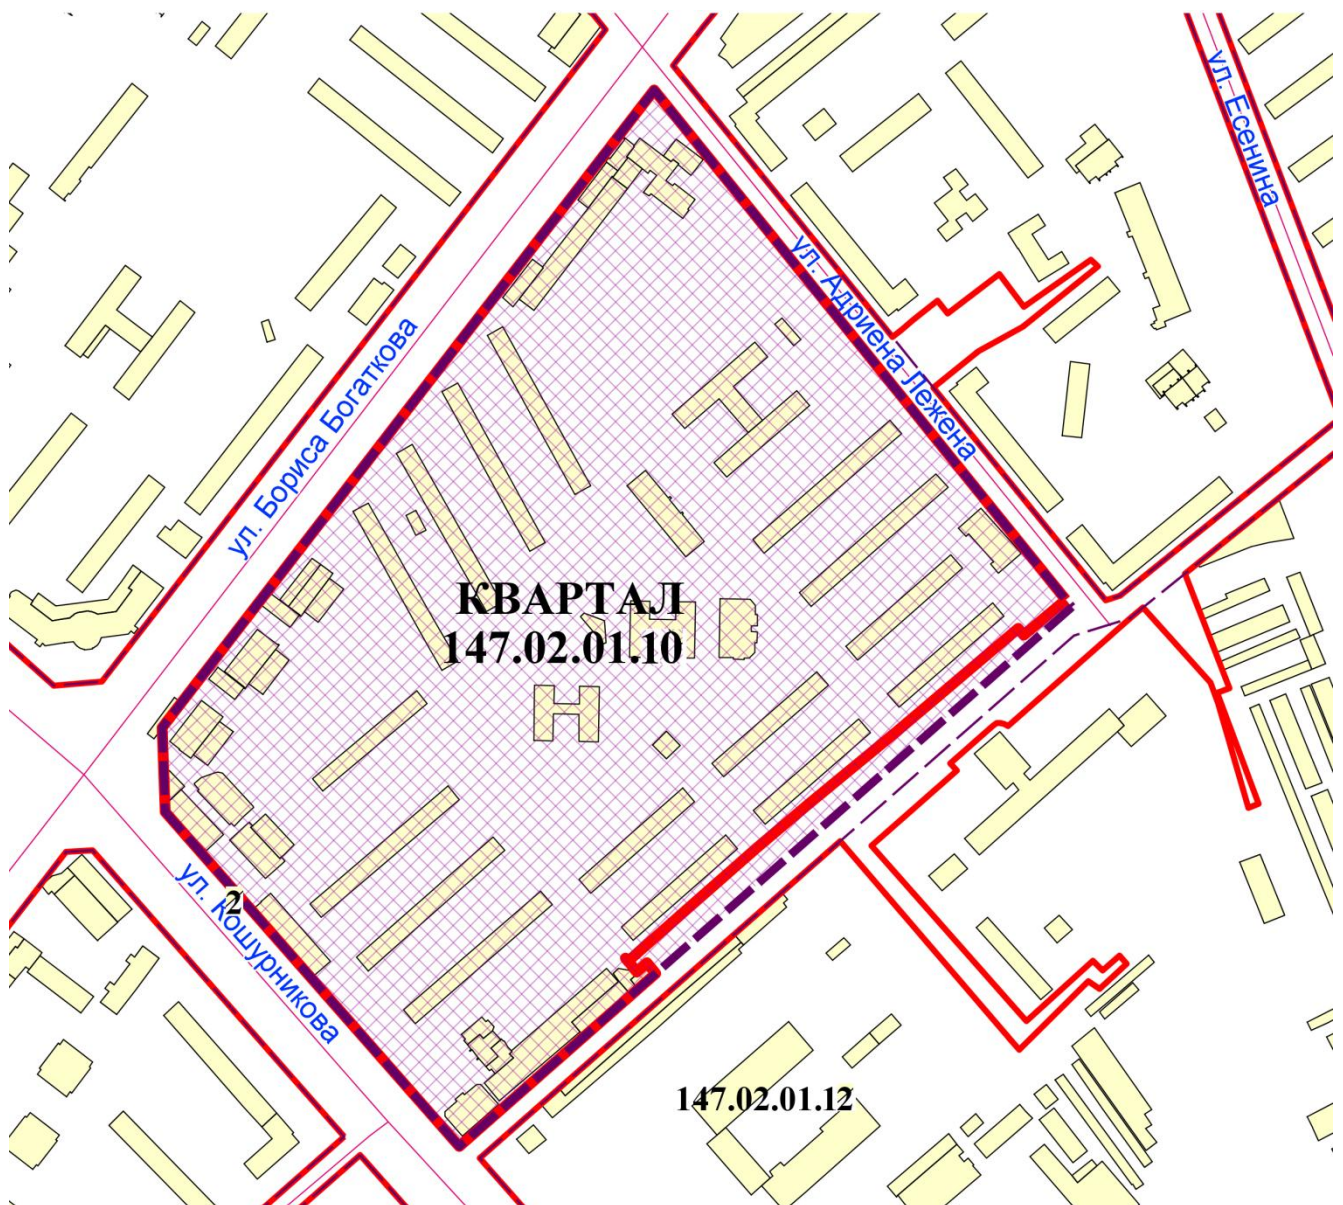 ул. Есенина
ул. Адриена Лежена
ул. Бориса Богаткова
КВАРТАЛ
147.02.01.10
2
ул. Кошурникова
147.02.01.12